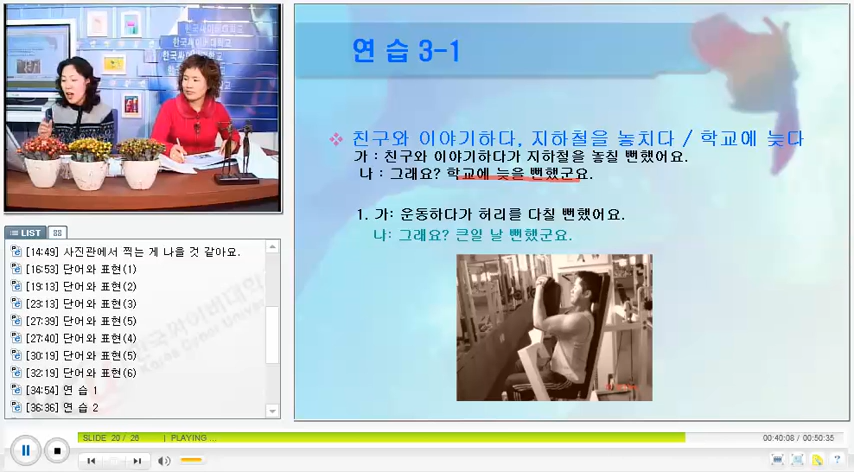 한국싸이버대학교
연 습 3-1
❖ 친구와 이야기하다, 지하철을 놓치다 / 학교에 늦다
가 : 친구와 이야기하다가 지하철을 놓칠 뻔했어요.
나 : 그래요? 학교에 늦을 뻔했군요.
1. 가: 운동하다가 허리를 다칠 뻔했어요.
나: 그래요? 큰일 날 뻔했군요.
LIST
[14:49] 사진관에서 찍는 게 나을 것 같아요.
[16:53] 단어와 표현(1)
[19:13] 단어와 표현(2)
[23:13] 단어와 표현(3)
[27:39] 단어와 표현(5)
[27:40] 단어와 표현(4)
[30:19] 단어와 표현(5)
[32:19] 단어와 표현(6)
[34:54] 연 습 1
[36:36] 연 습 2
SLIDE 20 / 26 | PLAYING ...
00:40:08 / 00:50:35